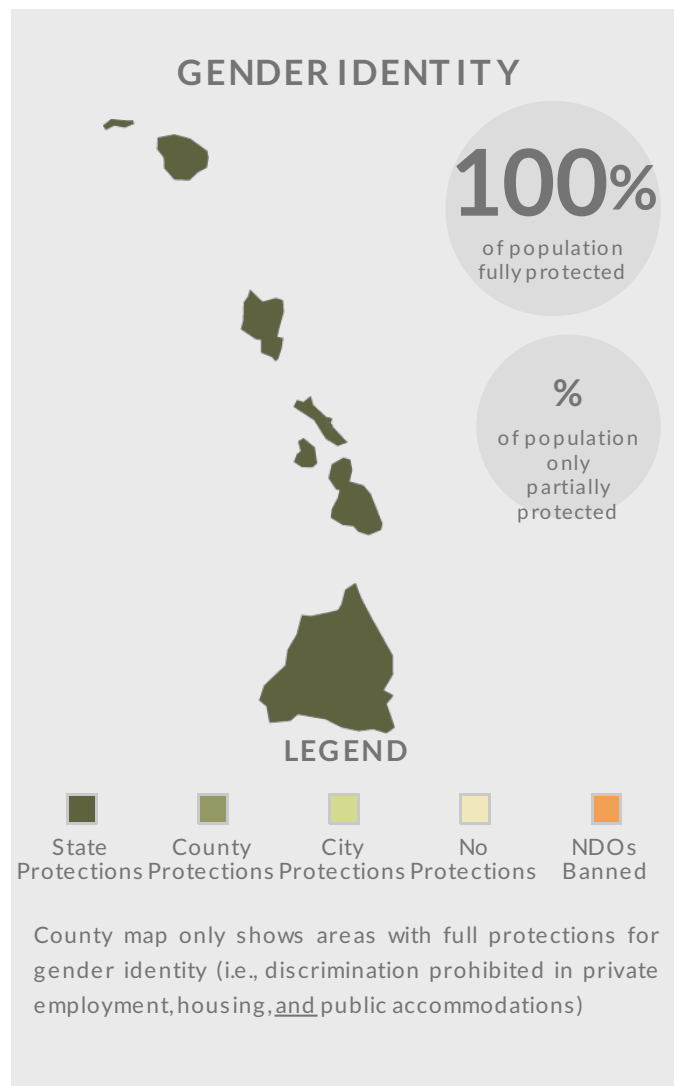 GENDER IDENTITY
100%
of population
fully protected
%
of population
only
partially
protected
LEGEND
State
Protections
County
Protections
City
Protections
No
Protections
NDOs
Banned
County map only shows areas with full protections for
gender identity (i.e., discrimination prohibited in private
employment, housing, and public accommodations)